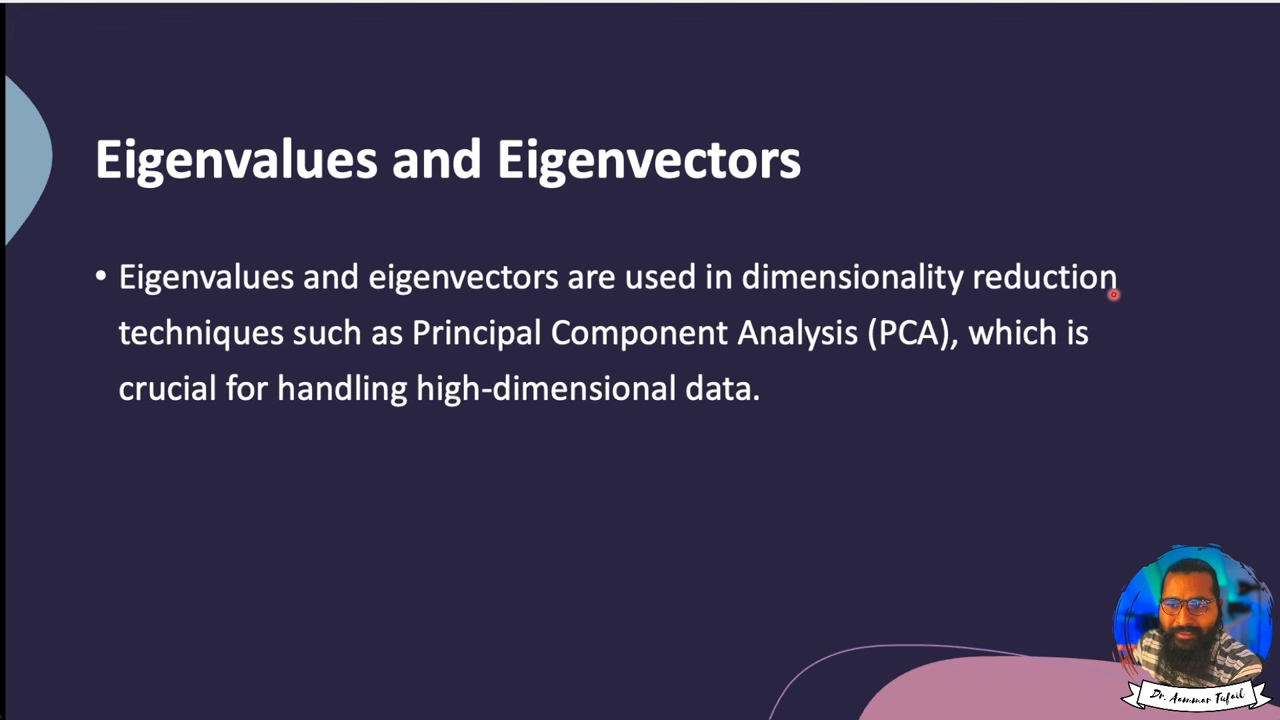 Eigenvalues and Eigenvectors
• Eigenvalues and eigenvectors are used in dimensionality reduction
techniques such as Principal Component Analysis (PCA), which is
crucial for handling high-dimensional data.
Dr. Aammar Tufail